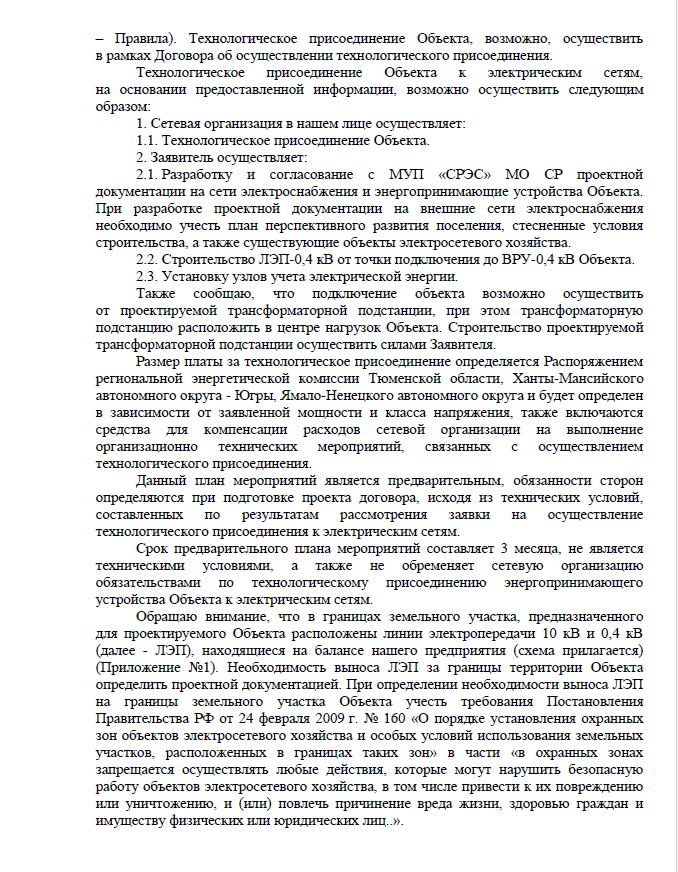 – Правила). Технологическое присоединение Объекта, возможно, осуществить
в рамках Договора об осуществлении технологического присоединения.
Технологическое присоединение Объекта к электрическим сетям,
на основании предоставленной информации, возможно осуществить следующим
образом:
1. Сетевая организация в нашем лице осуществляет:
1.1. Технологическое присоединение Объекта.
2. Заявитель осуществляет:
2.1. Разработку и согласование с МУП «СРЭС» МО СР проектной
документации на сети электроснабжения и энергопринимающие устройства Объекта.
При разработке проектной документации на внешние сети электроснабжения
необходимо учесть план перспективного развития поселения, стесненные условия
строительства, а также существующие объекты электросетевого хозяйства.
2.2. Строительство ЛЭП-0,4 кВ от точки подключения до ВРУ-0,4 кВ Объекта.
2.3. Установку узлов учета электрической энергии.
Также сообщаю, что подключение объекта возможно осуществить
от проектируемой трансформаторной подстанции, при этом трансформаторную
подстанцию расположить в центре нагрузок Объекта. Строительство проектируемой
трансформаторной подстанции осуществить силами Заявителя.
Размер платы за технологическое присоединение определяется Распоряжением
региональной энергетической комиссии Тюменской области, Ханты-Мансийского
автономного округа - Югры, Ямало-Ненецкого автономного округа и будет определен
в зависимости от заявленной мощности и класса напряжения, также включаются
средства для компенсации расходов сетевой организации на выполнение
организационно технических мероприятий, связанных с осуществлением
технологического присоединения.
Данный план мероприятий является предварительным, обязанности сторон
определяются при подготовке проекта договора, исходя из технических условий,
составленных по результатам рассмотрения заявки на осуществление
технологического присоединения к электрическим сетям.
Срок предварительного плана мероприятий составляет 3 месяца, не является
техническими условиями, а также не обременяет сетевую организацию
обязательствами по технологическому присоединению энергопринимающего
устройства Объекта к электрическим сетям.
Обращаю внимание, что в границах земельного участка, предназначенного
для проектируемого Объекта расположены линии электропередачи 10 кВ и 0,4 кВ
(далее - ЛЭП), находящиеся на балансе нашего предприятия (схема прилагается)
(Приложение №1). Необходимость выноса ЛЭП за границы территории Объекта
определить проектной документацией. При определении необходимости выноса ЛЭП
на границы земельного участка Объекта учесть требования Постановления
Правительства РФ от 24 февраля 2009 г. № 160 «О порядке установления охранных
зон объектов электросетевого хозяйства и особых условий использования земельных
участков, расположенных в границах таких зон» в части «в охранных зонах
запрещается осуществлять любые действия, которые могут нарушить безопасную
работу объектов электросетевого хозяйства, в том числе привести к их повреждению
или уничтожению, и (или) повлечь причинение вреда жизни, здоровью граждан и
имуществу физических или юридических лиц..».